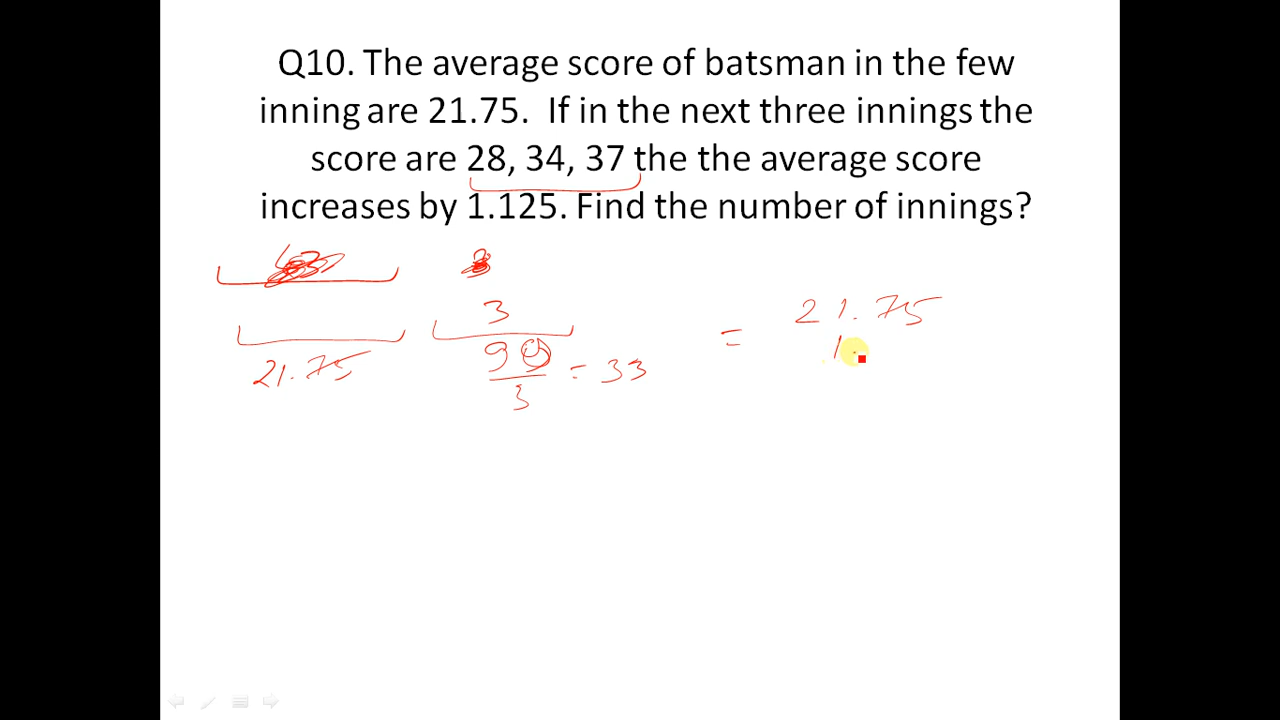 Q10. The average score of batsman in the few
inning are 21.75. If in the next three innings the
score are 28, 34, 37 the the average score
increases by 1.125. Find the number of innings?
3
21.75
99
3
= 33
= 21.75
1.